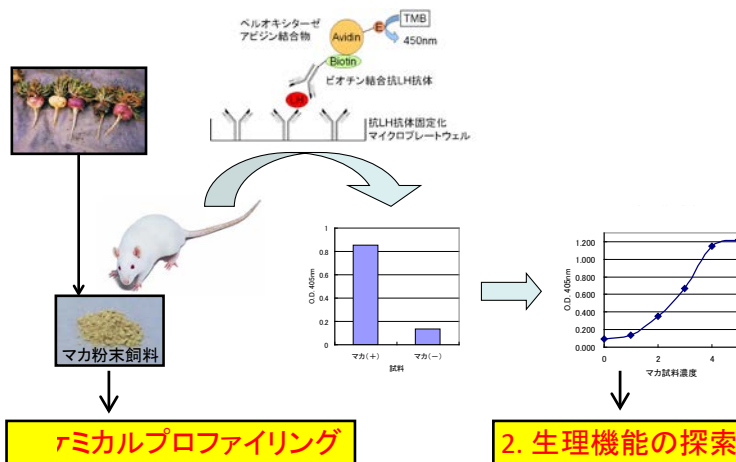 ペルオキシターゼ
アビジン結合物
Avidin
E
TMB
450nm
Biotin
ビオチン結合抗LH抗体
LH
抗LH抗体固定化
マイクロプレートウェル
マカ粉末飼料
O.D. 405nm
1
0.8
0.6
0.4
0.2
0
マカ(+)
マカ(-)
試料
O.D. 405nm
1.200
1.000
0.800
0.600
0.400
0.200
0.000
0
2
4
マカ試料濃度
ケミカルプロファイリング
2. 生理機能の探索